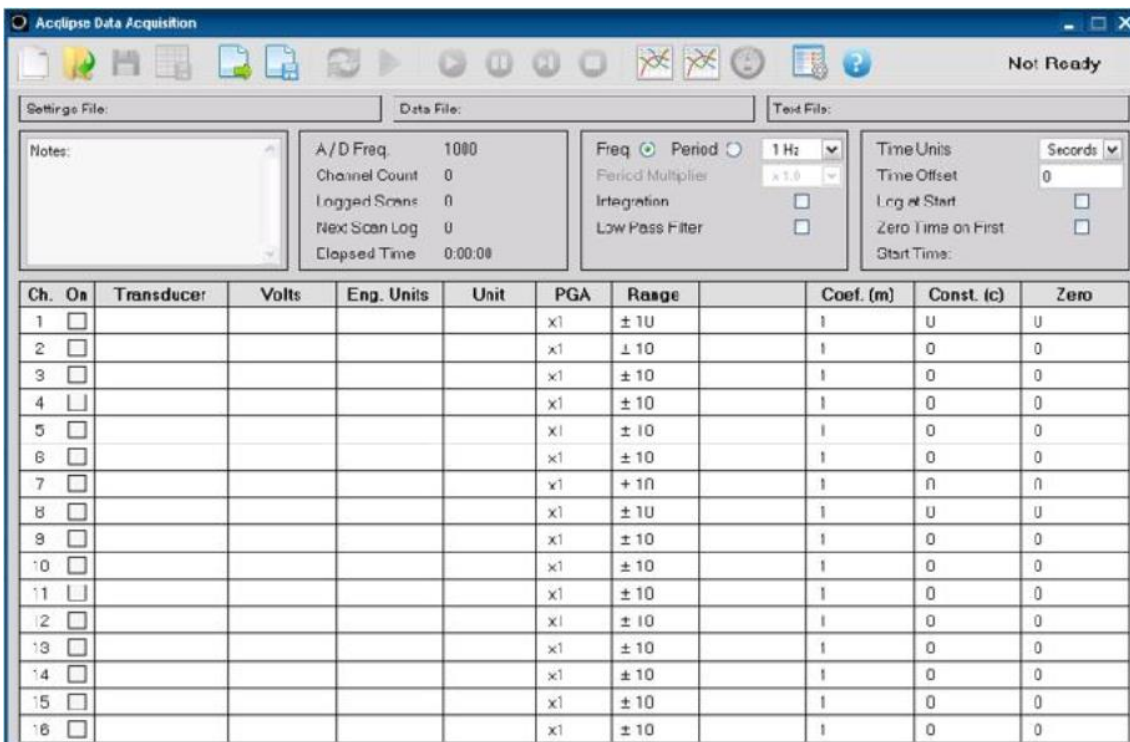 Acqlipse Data Acquisition
Not Ready
Settings File: Data File: Text File:
Notes:
A/D Freq. 1000
Channel Count 0
Logged Scans 0
Next Scan Log 0
Elapsed Time 0:00:00
Freq Period 1 Hz
Period Multiplier x 1.0
Integration
Low Pass Filter
Time Units Seconds
Time Offset 0
Log at Start
Zero Time on First
Start Time:
Ch. On Transducer Volts Eng. Units Unit PGA Range Coef. (m) Const. (c) Zero
1 x1 ± 10 1 0 0
2 x1 ± 10 1 0 0
3 x1 ± 10 1 0 0
4 x1 ± 10 1 0 0
5 x1 ± 10 1 0 0
6 x1 ± 10 1 0 0
7 x1 ± 10 1 0 0
8 x1 ± 10 1 0 0
9 x1 ± 10 1 0 0
10 x1 ± 10 1 0 0
11 x1 ± 10 1 0 0
12 x1 ± 10 1 0 0
13 x1 ± 10 1 0 0
14 x1 ± 10 1 0 0
15 x1 ± 10 1 0 0
16 x1 ± 10 1 0 0